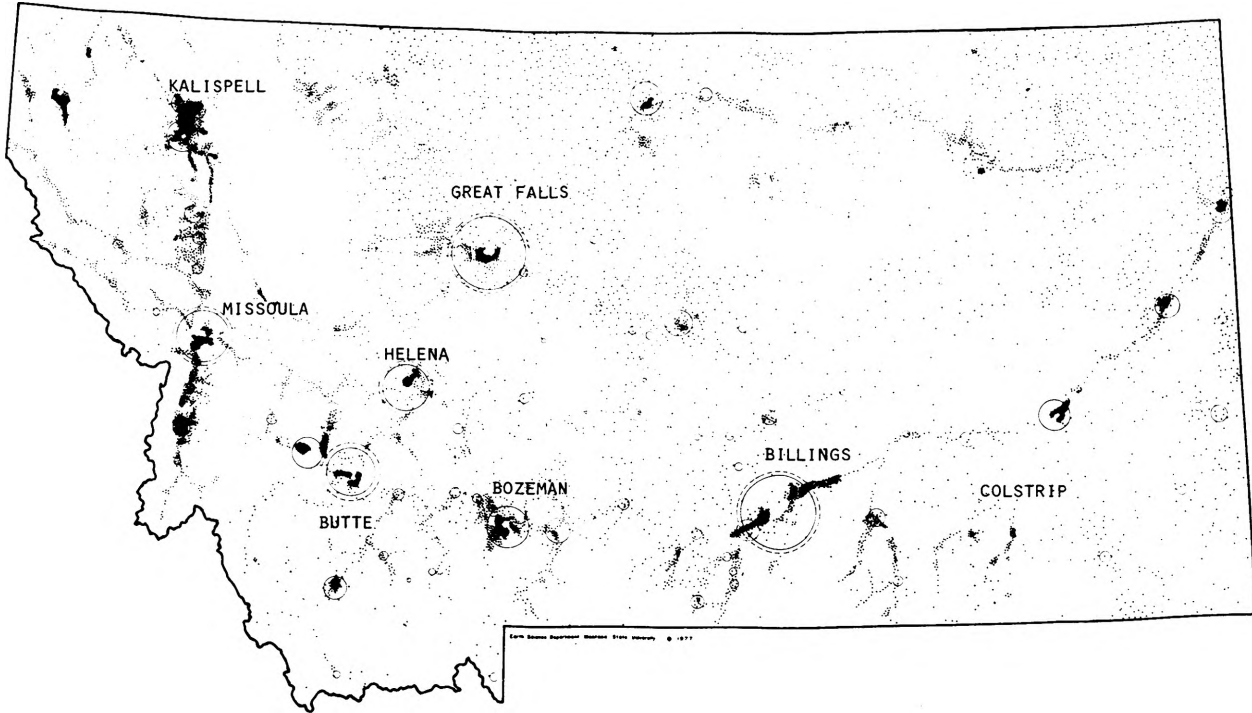 KALISPELL
GREAT FALLS
MISSOULA
HELENA
BILLINGS
BOZEMAN
COLSTRIP
BUTTE
Earth Science Department Montana State University © 1977